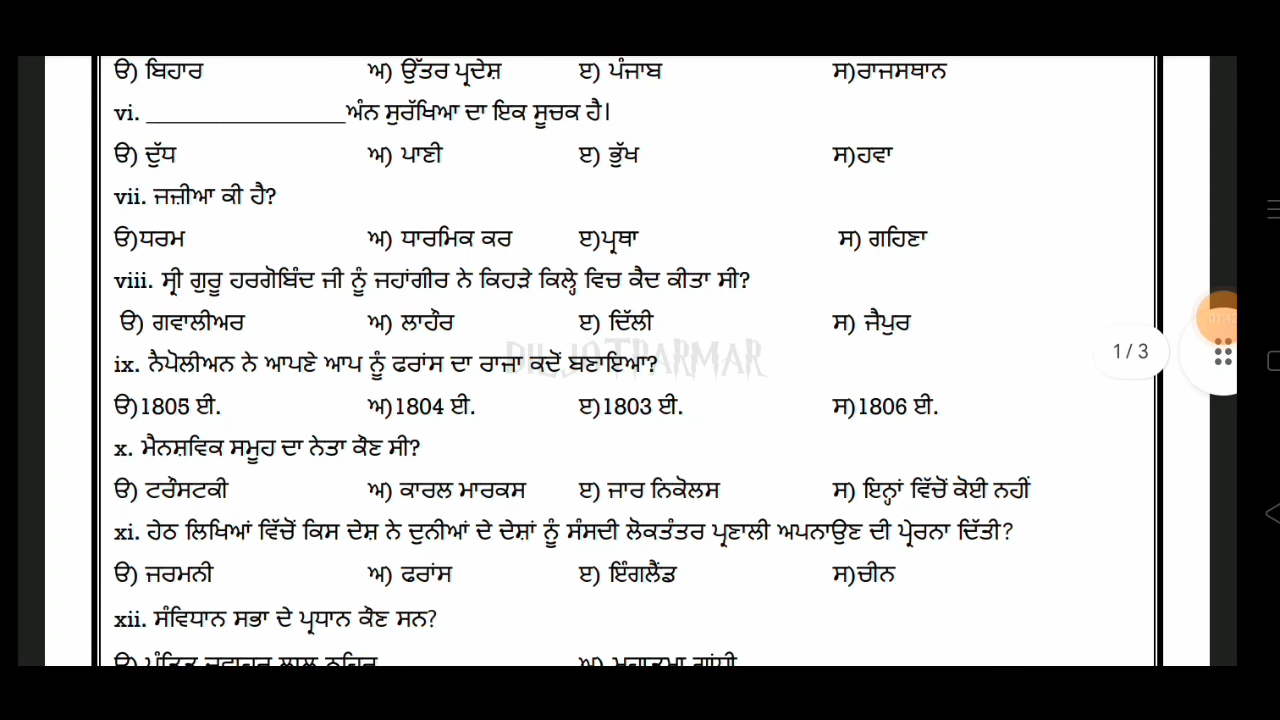 ੳ) ਬਿਹਾਰ ਅ) ਉੱਤਰ ਪ੍ਰਦੇਸ਼ ੲ) ਪੰਜਾਬ ਸ)ਰਾਜਸਥਾਨ
vi. __________________ਅੰਨ ਸੁਰੱਖਿਆ ਦਾ ਇਕ ਸੂਚਕ ਹੈ।
ੳ) ਦੁੱਧ ਅ) ਪਾਣੀ ੲ) ਭੁੱਖ ਸ)ਹਵਾ
vii. ਜਜ਼ੀਆ ਕੀ ਹੈ?
ੳ)ਧਰਮ ਅ) ਧਾਰਮਿਕ ਕਰ ੲ)ਪ੍ਰਥਾ ਸ) ਗਹਿਣਾ
viii. ਸ੍ਰੀ ਗੁਰੂ ਹਰਗੋਬਿੰਦ ਜੀ ਨੂੰ ਜਹਾਂਗੀਰ ਨੇ ਕਿਹੜੇ ਕਿਲ੍ਹੇ ਵਿਚ ਕੈਦ ਕੀਤਾ ਸੀ?
ੳ) ਗਵਾਲੀਅਰ ਅ) ਲਾਹੌਰ ੲ) ਦਿੱਲੀ ਸ) ਜੈਪੁਰ
DILJOTPARMAR
1 / 3
ix. ਨੈਪੋਲੀਅਨ ਨੇ ਆਪਣੇ ਆਪ ਨੂੰ ਫਰਾਂਸ ਦਾ ਰਾਜਾ ਕਦੋਂ ਬਣਾਇਆ?
ੳ)1805 ਈ. ਅ)1804 ਈ. ੲ)1803 ਈ. ਸ)1806 ਈ.
x. ਮੈਨਸ਼ਵਿਕ ਸਮੂਹ ਦਾ ਨੇਤਾ ਕੌਣ ਸੀ?
ੳ) ਟਰੌਸਟਕੀ ਅ) ਕਾਰਲ ਮਾਰਕਸ ੲ) ਜਾਰ ਨਿਕੋਲਸ ਸ) ਇਨ੍ਹਾਂ ਵਿੱਚੋਂ ਕੋਈ ਨਹੀਂ
xi. ਹੇਠ ਲਿਖਿਆਂ ਵਿੱਚੋਂ ਕਿਸ ਦੇਸ਼ ਨੇ ਦੁਨੀਆਂ ਦੇ ਦੇਸ਼ਾਂ ਨੂੰ ਸੰਸਦੀ ਲੋਕਤੰਤਰ ਪ੍ਰਣਾਲੀ ਅਪਨਾਉਣ ਦੀ ਪ੍ਰੇਰਨਾ ਦਿੱਤੀ?
ੳ) ਜਰਮਨੀ ਅ) ਫਰਾਂਸ ੲ) ਇੰਗਲੈਂਡ ਸ)ਚੀਨ
xii. ਸੰਵਿਧਾਨ ਸਭਾ ਦੇ ਪ੍ਰਧਾਨ ਕੌਣ ਸਨ?